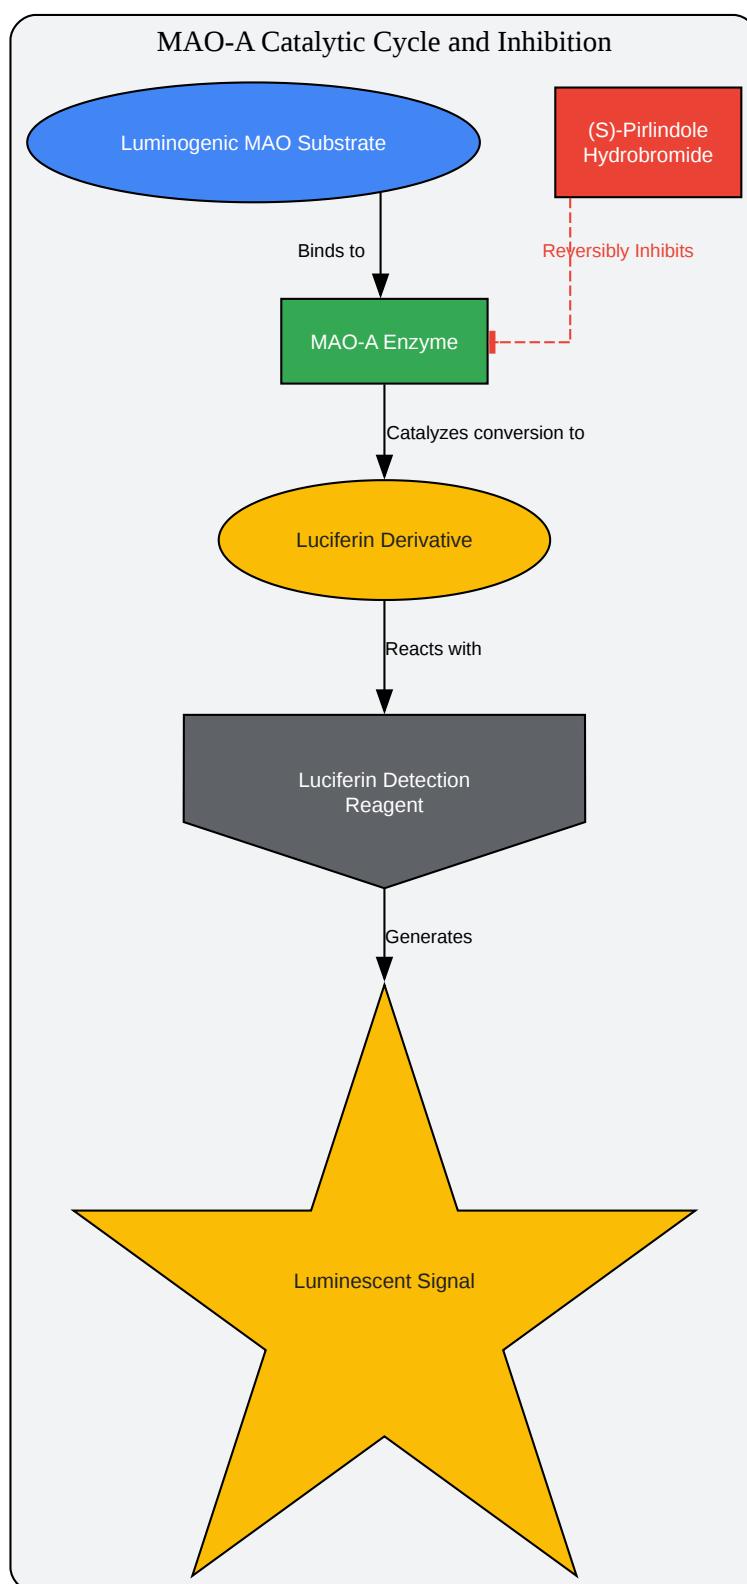 MAO-A Catalytic Cycle and Inhibition
Luminogenic MAO Substrate
(S)-Pirlindole
Hydrobromide
Binds to
Reversibly Inhibits
MAO-A Enzyme
Catalyzes conversion to
Luciferin Derivative
Reacts with
Luciferin Detection
Reagent
Generates
Luminescent Signal